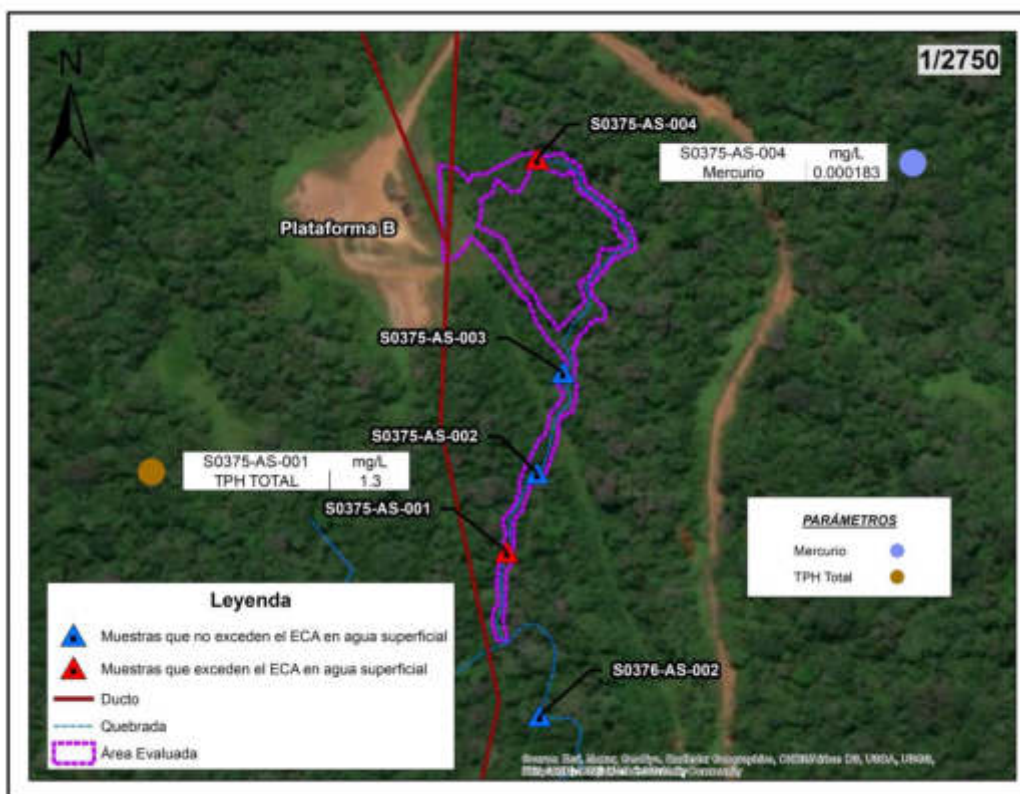 N
1/2750
S0375-AS-004
S0375-AS-004 mg/L
Mercurio 0.000183
Plataforma B
S0375-AS-003
S0375-AS-002
S0375-AS-001 mg/L
TPH TOTAL 1.3
S0375-AS-001
PARÁMETROS
Mercurio
TPH Total
Leyenda
Muestras que no exceden el ECA en agua superficial
Muestras que exceden el ECA en agua superficial
Ducto
Quebrada
Área Evaluada
S0376-AS-002
USDA, USGS,
Community